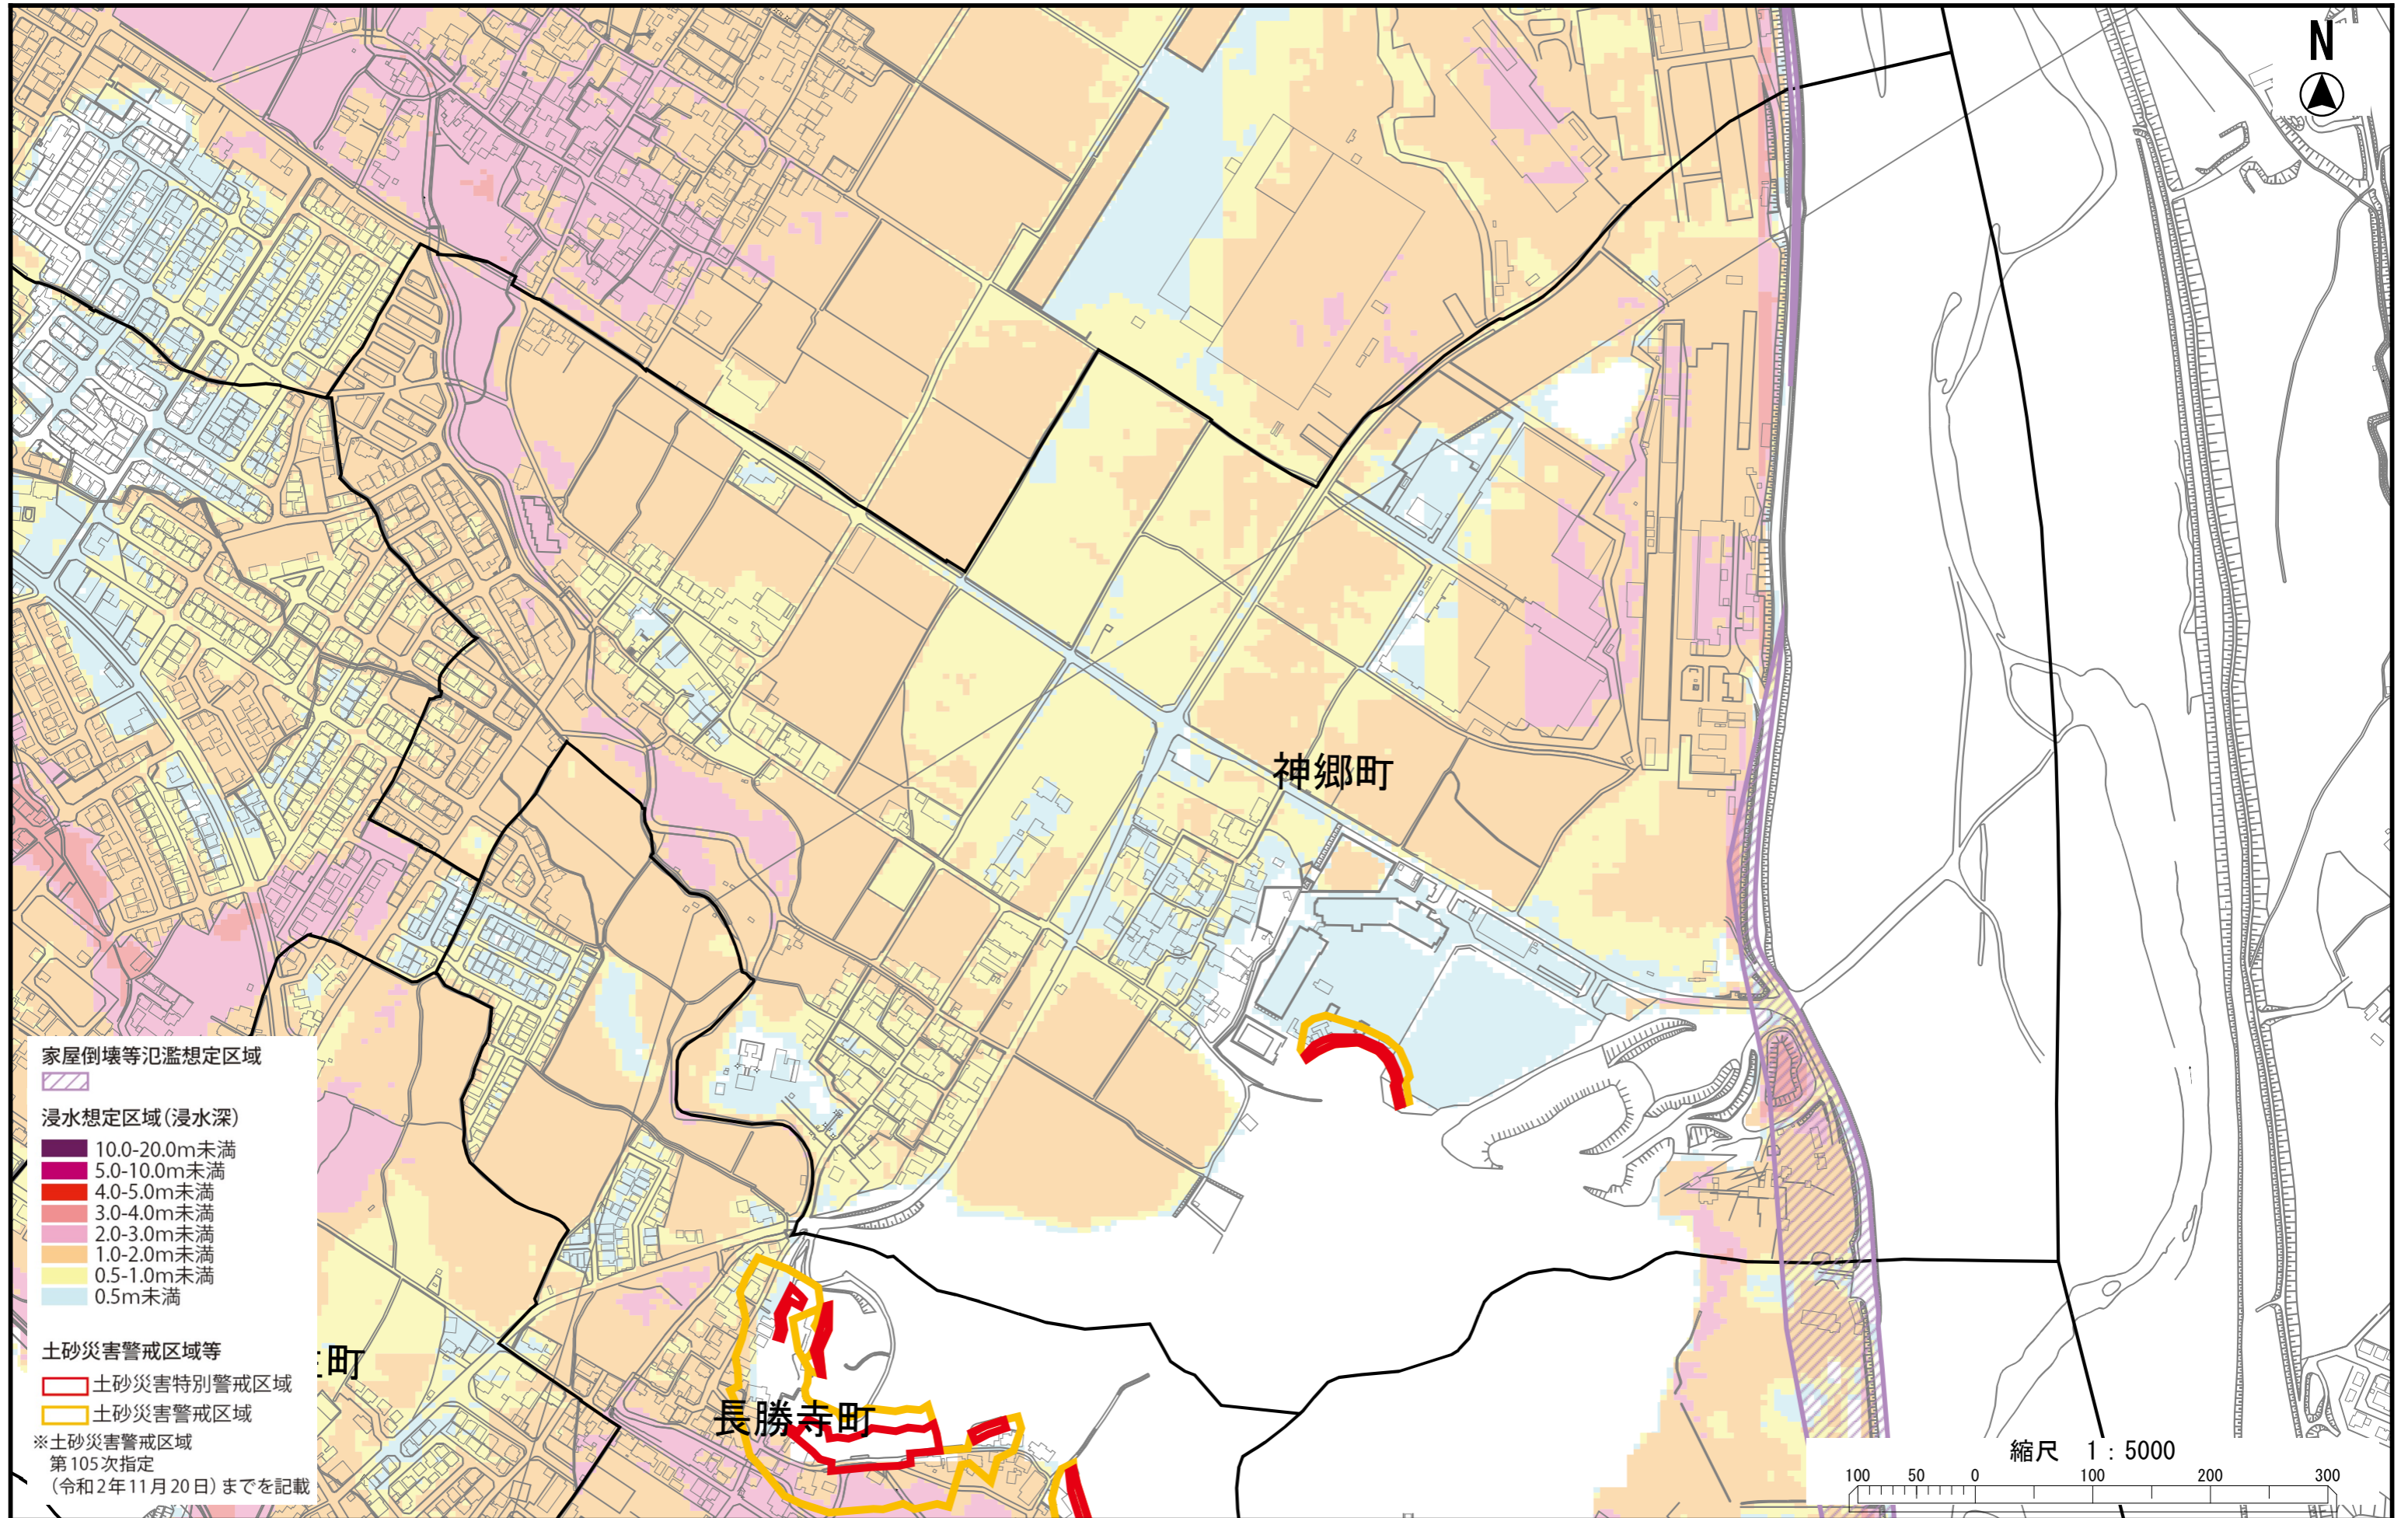 N
神郷町
家屋倒壊等氾濫想定区域
浸水想定区域(浸水深)
10.0-20.0m未満
5.0-10.0m未満
4.0-5.0m未満
3.0-4.0m未満
2.0-3.0m未満
1.0-2.0m未満
0.5-1.0m未満
0.5m未満
土砂災害警戒区域等
土砂災害特別警戒区域
土砂災害警戒区域
※土砂災害警戒区域
第105次指定
(令和2年11月20日)までを記載
町
長勝寺町
縮尺 1:5000
100 50 0 100 200 300